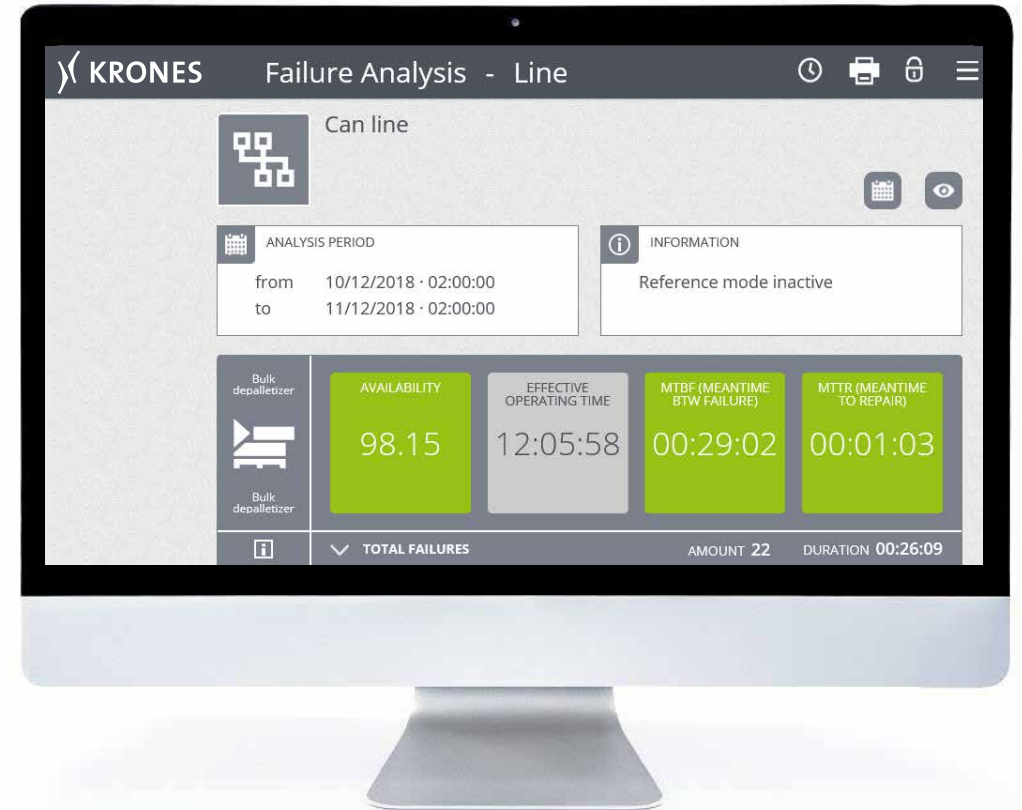 KRONES Failure Analysis - Line
Can line
ANALYSIS PERIOD
from 10/12/2018 · 02:00:00
to 11/12/2018 · 02:00:00
INFORMATION
Reference mode inactive
Bulk
depalletizer
Bulk
depalletizer
AVAILABILITY
98.15
EFFECTIVE
OPERATING TIME
12:05:58
MTBF (MEANTIME
BTW FAILURE)
00:29:02
MTTR (MEANTIME
TO REPAIR)
00:01:03
TOTAL FAILURES AMOUNT 22 DURATION 00:26:09